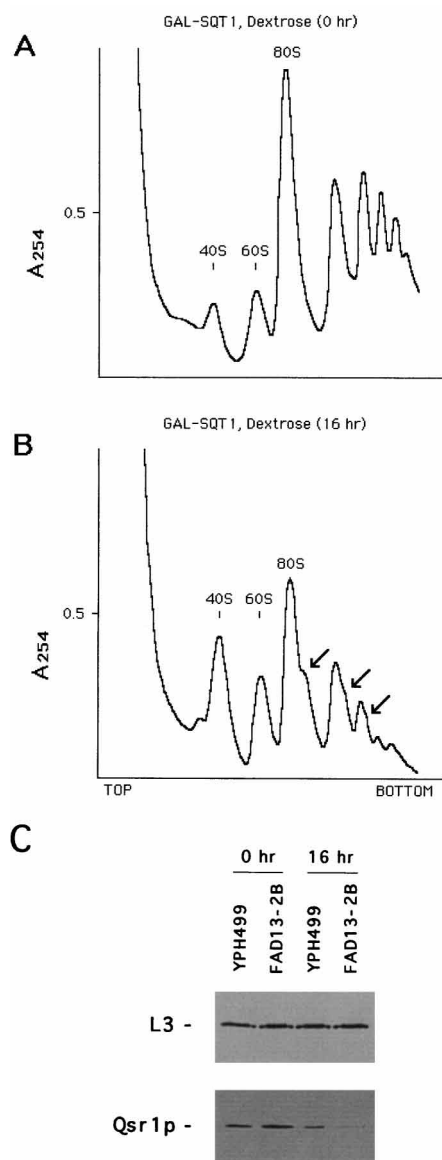 A
GAL-SQT1, Dextrose (0 hr)
80S
0.5
40S 60S
A254
B
GAL-SQT1, Dextrose (16 hr)
80S
0.5
40S 60S
A254
TOP BOTTOM
C
0 hr 16 hr
YPH499 FAD13-2B YPH499 FAD13-2B
L3 -
Qsr1p -